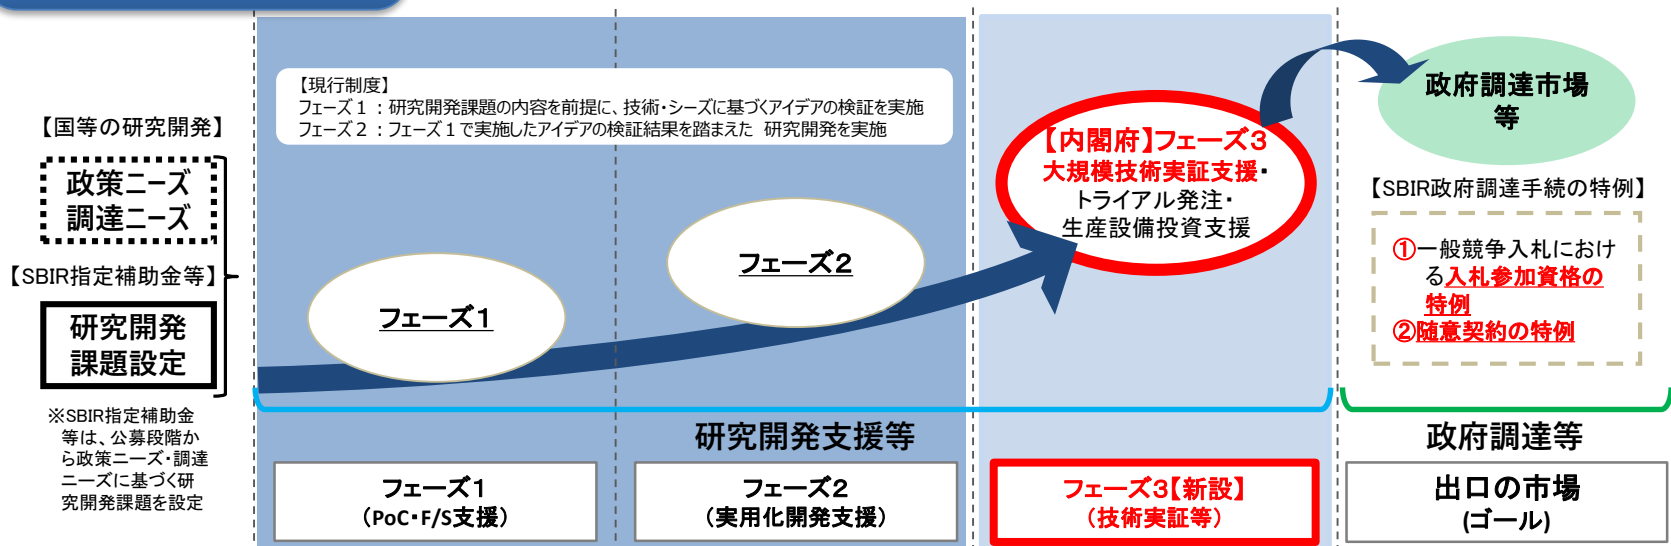 【国等の研究開発】
政策ニーズ
調達ニーズ
【SBIR指定補助金等】
研究開発
課題設定
※SBIR指定補助金
等は、公募段階か
ら政策ニーズ・調達
ニーズに基づく研
究開発課題を設定
【現行制度】
フェーズ1：研究開発課題の内容を前提に、技術・シーズに基づくアイデアの検証を実施
フェーズ2：フェーズ1で実施したアイデアの検証結果を踏まえた 研究開発を実施
フェーズ1
フェーズ2
【内閣府】フェーズ3
大規模技術実証支援・
トライアル発注・
生産設備投資支援
政府調達市場
等
【SBIR政府調達手続の特例】
①一般競争入札におけ
る入札参加資格の
特例
②随意契約の特例
研究開発支援等
政府調達等
フェーズ1
（PoC・F/S支援）
フェーズ2
（実用化開発支援）
フェーズ3【新設】
（技術実証等）
出口の市場
(ゴール)